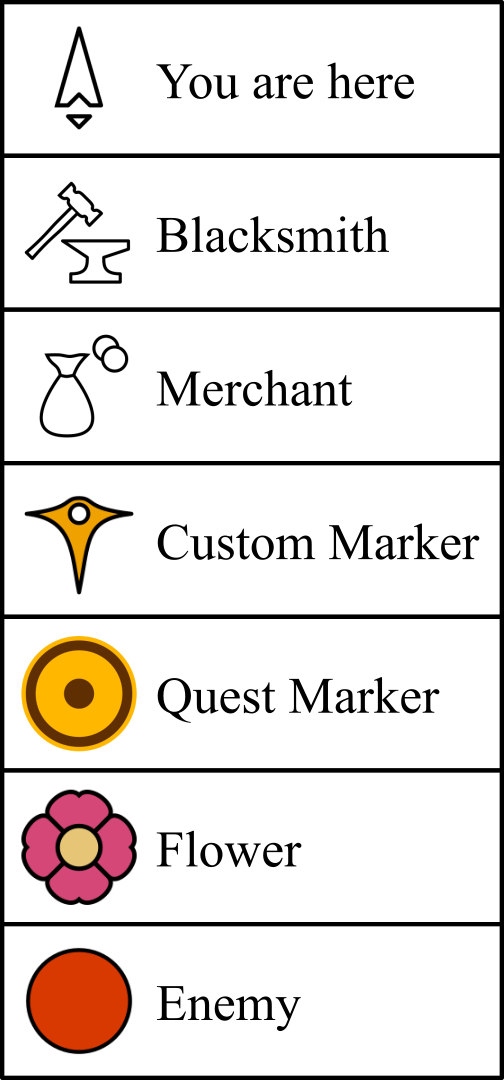 You are here
Blacksmith
Merchant
Custom Marker
Quest Marker
Flower
Enemy